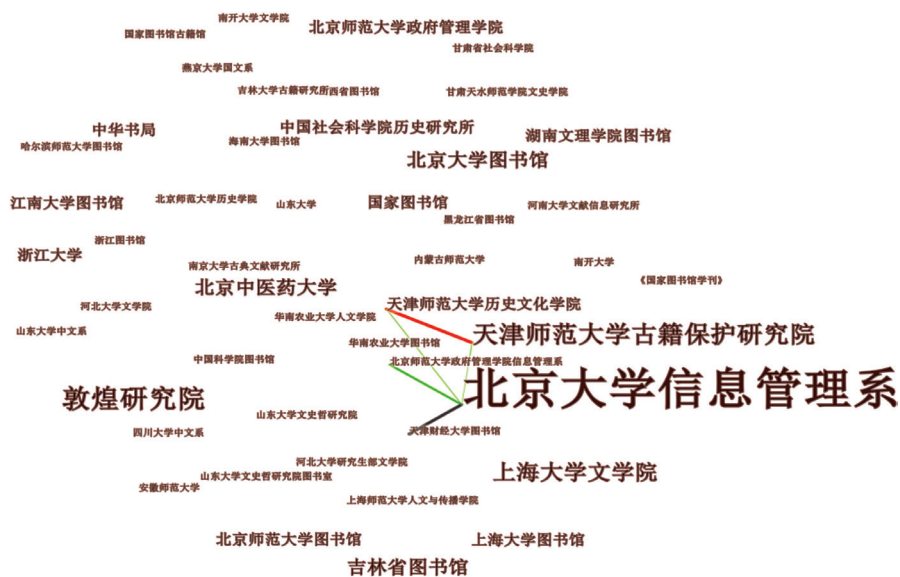 南开大学文学院
北京师范大学政府管理学院
国家图书馆古籍馆
甘肃省社会科学院
燕京大学国文系
吉林大学古籍研究所
西省图书馆
甘肃天水师范学院文史学院
中华书局
中国社会科学院历史研究所
湖南文理学院图书馆
哈尔滨师范大学图书馆
海南大学图书馆
北京大学图书馆
江南大学图书馆
北京师范大学历史学院
山东大学
国家图书馆
河南大学文献信息研究所
黑龙江省图书馆
浙江图书馆
浙江大学
内蒙古师范大学
南开大学
南京大学古典文献研究所
《国家图书馆学刊》
北京中医药大学
河北大学文学院
天津师范大学历史文化学院
华南农业大学人文学院
山东大学中文系
天津师范大学古籍保护研究院
华南农业大学图书馆
中国科学院图书馆
北京师范大学政府管理学院信息管理系
北京大学信息管理系
敦煌研究院
山东大学文史哲研究院
四川大学中文系
天津财经大学图书馆
河北大学研究生部文学院
上海大学文学院
山东大学文史哲研究院图书室
安徽师范大学
上海师范大学人文与传播学院
北京师范大学图书馆
上海大学图书馆
吉林省图书馆